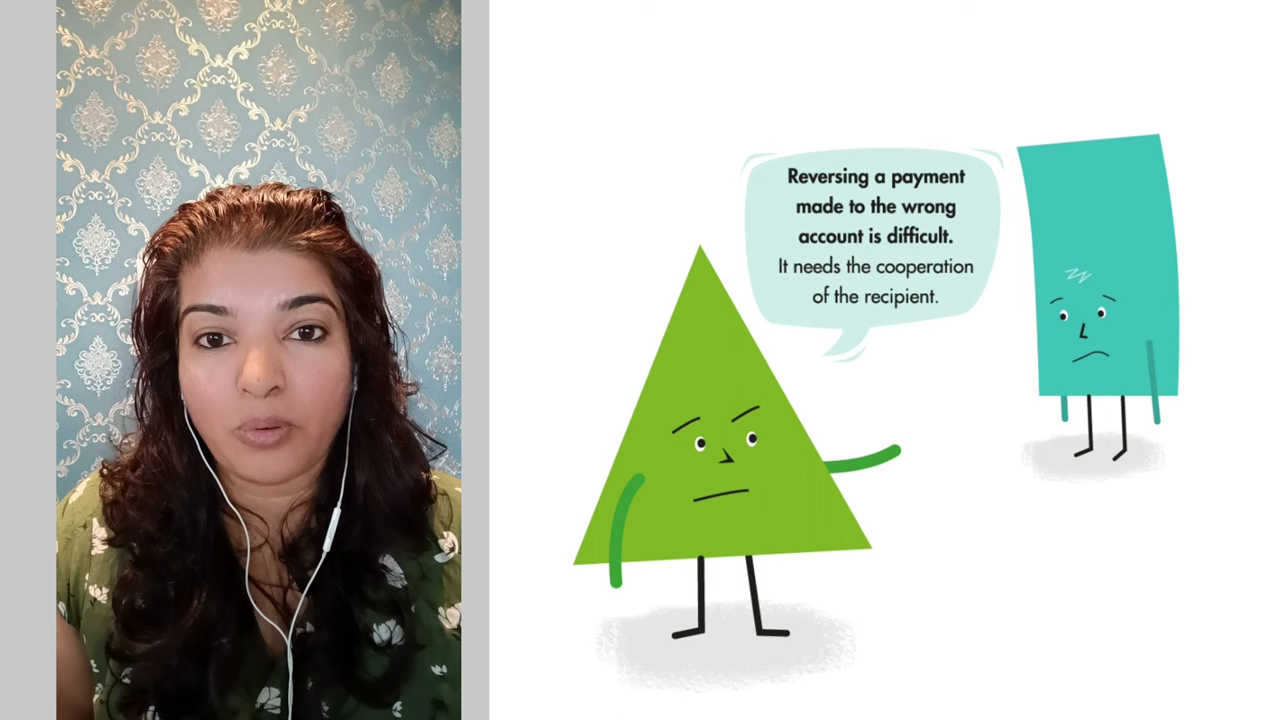 Reversing a payment
made to the wrong
account is difficult.
It needs the cooperation
of the recipient.